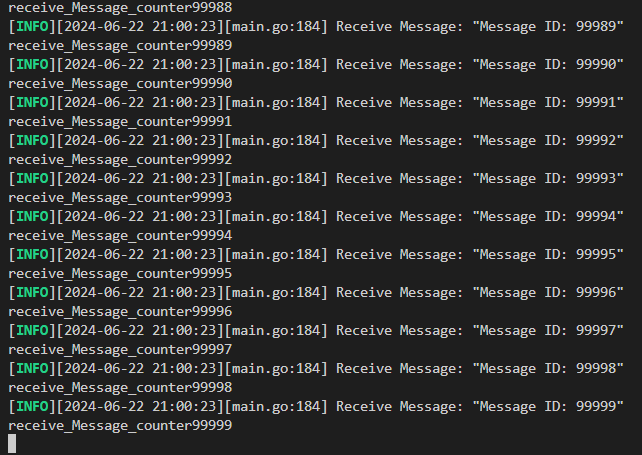 receive_Message_counter99988
[INFO][2024-06-22 21:00:23][main.go:184] Receive Message: "Message ID: 99989"
receive_Message_counter99989
[INFO][2024-06-22 21:00:23][main.go:184] Receive Message: "Message ID: 99990"
receive_Message_counter99990
[INFO][2024-06-22 21:00:23][main.go:184] Receive Message: "Message ID: 99991"
receive_Message_counter99991
[INFO][2024-06-22 21:00:23][main.go:184] Receive Message: "Message ID: 99992"
receive_Message_counter99992
[INFO][2024-06-22 21:00:23][main.go:184] Receive Message: "Message ID: 99993"
receive_Message_counter99993
[INFO][2024-06-22 21:00:23][main.go:184] Receive Message: "Message ID: 99994"
receive_Message_counter99994
[INFO][2024-06-22 21:00:23][main.go:184] Receive Message: "Message ID: 99995"
receive_Message_counter99995
[INFO][2024-06-22 21:00:23][main.go:184] Receive Message: "Message ID: 99996"
receive_Message_counter99996
[INFO][2024-06-22 21:00:23][main.go:184] Receive Message: "Message ID: 99997"
receive_Message_counter99997
[INFO][2024-06-22 21:00:23][main.go:184] Receive Message: "Message ID: 99998"
receive_Message_counter99998
[INFO][2024-06-22 21:00:23][main.go:184] Receive Message: "Message ID: 99999"
receive_Message_counter99999